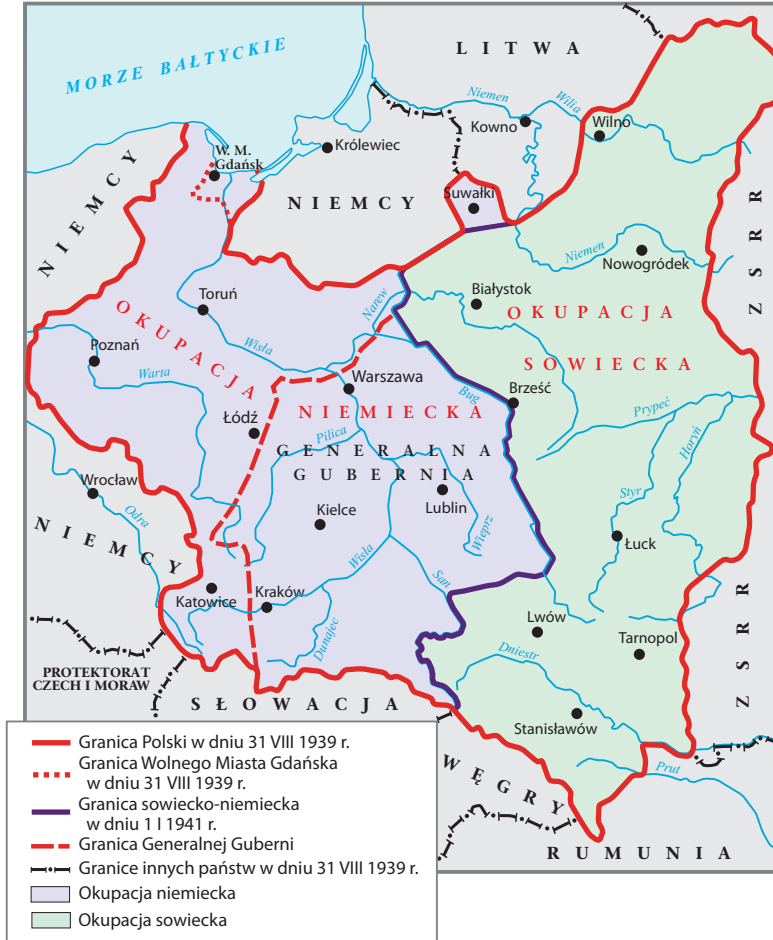 MORZE BAŁTYCKIE
LITWA
Niemen
Wilia
Kowno
Wilno
W. M.
Gdańsk
Królewiec
NIEMCY
NIEMCY
Suwałki
ZSRR
Niemen
Nowogródek
Białystok
Toruń
Narew
OKUPACJA
OKUPACJA
SOWIECKA
Poznań
Wisła
Warta
Warszawa
Bug
Brześć
Prypeć
NIEMIECKA
Łódź
Pilica
GENERALNA
GUBERNIA
Horyń
Styr
Wrocław
Odra
NIEMCY
Kielce
Lublin
Wieprz
Łuck
Wisła
San
Katowice
Kraków
Dunajec
Lwów
Tarnopol
ZSRR
Dniestr
PROTEKTORAT
CZECH I MORAW
SŁOWACJA
Stanisławów
WĘGRY
Prut
RUMUNIA
Granica Polski w dniu 31 VIII 1939 r.
Granica Wolnego Miasta Gdańska
w dniu 31 VIII 1939 r.
Granica sowiecko-niemiecka
w dniu 1 I 1941 r.
Granica Generalnej Guberni
Granice innych państw w dniu 31 VIII 1939 r.
Okupacja niemiecka
Okupacja sowiecka